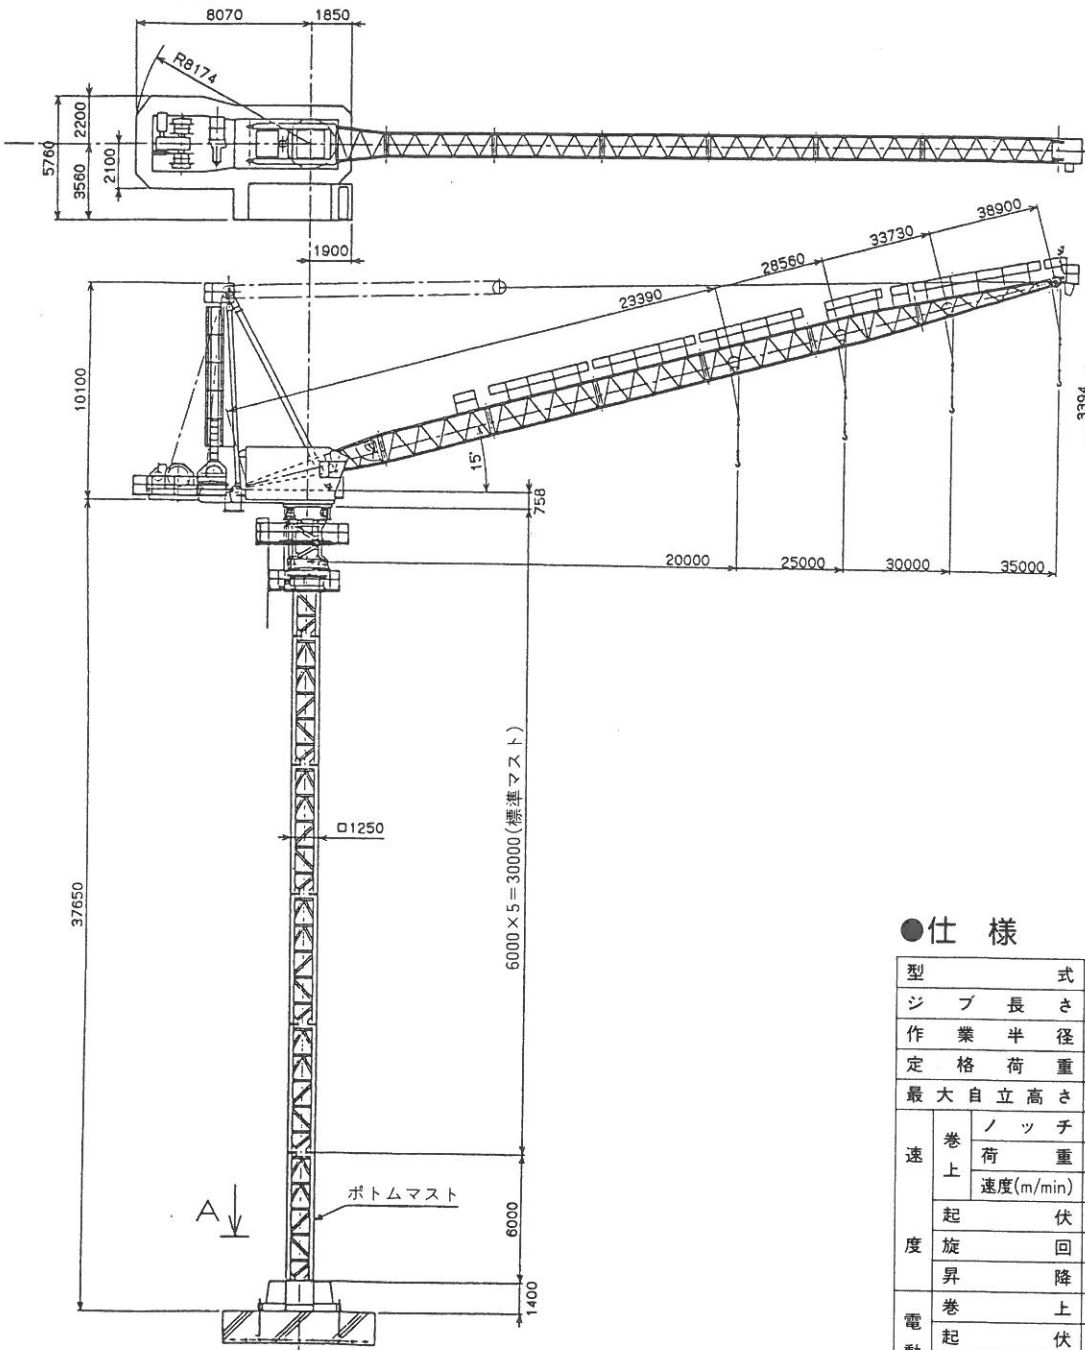 8070
1850
R8174
5760
2200
3560
2100
1900
38900
33730
28560
23390
10100
15°
758
3394
20000
25000
30000
35000
□1250
6000×5=30000(標準マスト)
37650
A
ボトムマスト
6000
1400
●仕 様
型 式
ジ ブ 長 さ
作 業 半 径
定 格 荷 重
最 大 自 立 高 さ
速 度
巻 上
ノ ッ チ
荷 重
速度(m/min)
起 伏
旋 回
昇 降
電 動
巻 上
起 伏